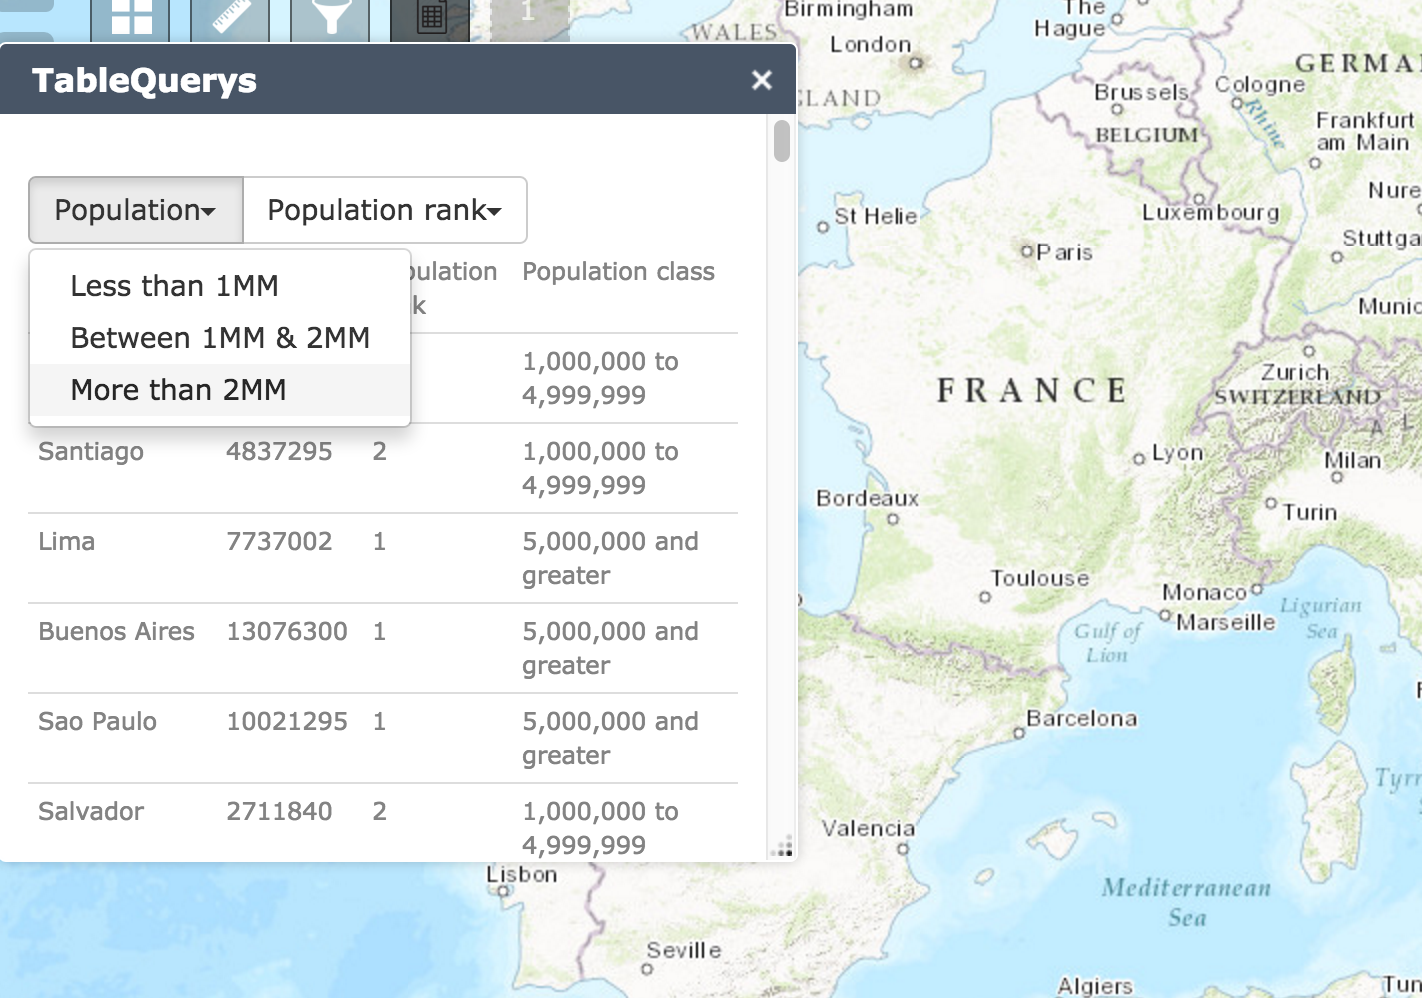 1
TableQuerys
×
Population
Population rank
Less than 1MM
Between 1MM & 2MM
More than 2MM
Population class
1,000,000 to
4,999,999
Santiago 4837295 2 1,000,000 to
4,999,999
Lima 7737002 1 5,000,000 and
greater
Buenos Aires 13076300 1 5,000,000 and
greater
Sao Paulo 10021295 1 5,000,000 and
greater
Salvador 2711840 2 1,000,000 to
4,999,999
Birmingham
WALES
London
The
Hague
GERMA
Brussels
Cologne
BELGIUM
Rhine
Frankfurt
am Main
Nure
Luxembourg
St Helie
Paris
Stuttga
Munic
Zurich
FRANCE
SWITZERLAND
A L
Lyon
Milan
Bordeaux
Turin
Toulouse
Monaco
Ligurian
Sea
Marseille
Gulf of
Lion
Barcelona
Tyrr
Valencia
Lisbon
Mediterranean
Sea
Seville
Algiers
Tun